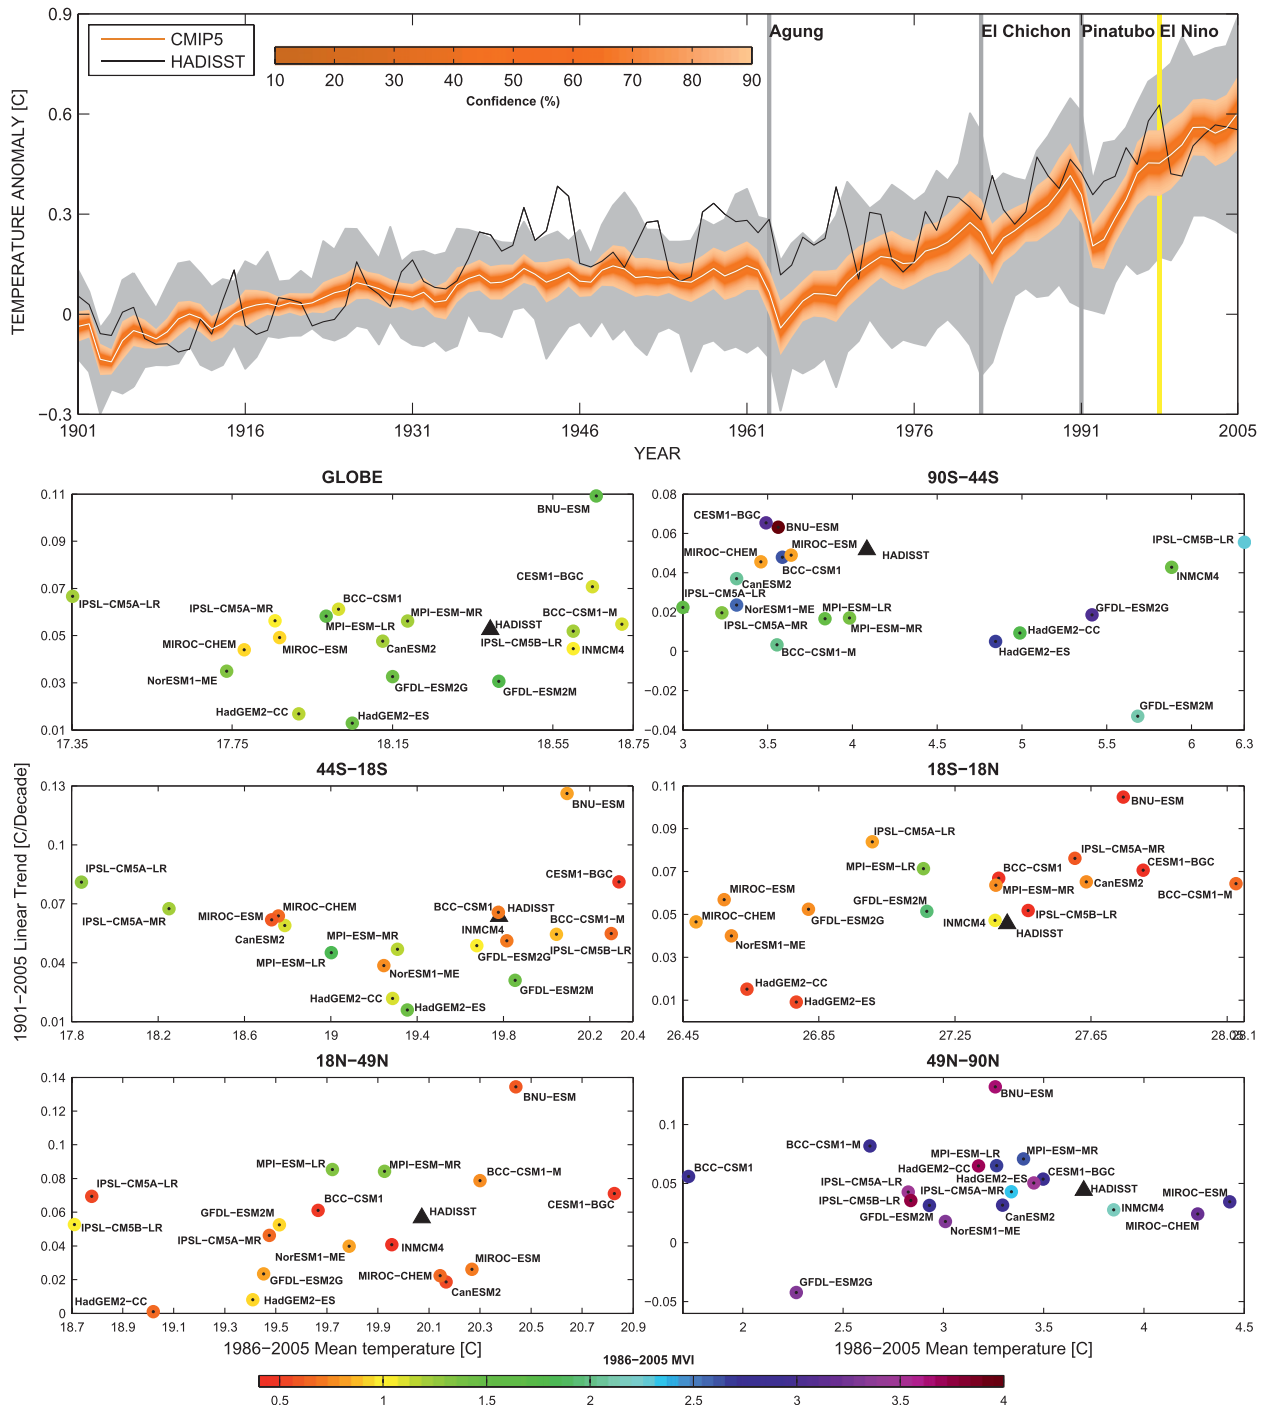 0.9
0.6
0.3
0
−0.3
TEMPERATURE ANOMALY [C]
CMIP5
HADISST
10 20 30 40 50 60 70 80 90
Confidence (%)
Agung
El Chichon
Pinatubo
El Nino
1901 1916 1931 1946 1961 1976 1991 2005
YEAR
GLOBE
0.11
0.09
0.07
0.05
0.03
0.01
BNU−ESM
CESM1−BGC
IPSL−CM5A−LR
IPSL−CM5A−MR
BCC−CSM1
MPI−ESM−MR
BCC−CSM1−M
HADISST
MPI−ESM−LR
IPSL−CM5B−LR
MIROC−CHEM
MIROC−ESM
CanESM2
INMCM4
NorESM1−ME
GFDL−ESM2G
GFDL−ESM2M
HadGEM2−CC
HadGEM2−ES
17.35 17.75 18.15 18.55 18.75
90S−44S
0.08
0.06
0.04
0.02
0
−0.02
−0.04
CESM1−BGC
BNU−ESM
MIROC−ESM
HADISST
IPSL−CM5B−LR
MIROC−CHEM
BCC−CSM1
INMCM4
CanESM2
IPSL−CM5A−LR
NorESM1−ME
MPI−ESM−LR
GFDL−ESM2G
IPSL−CM5A−MR
MPI−ESM−MR
HadGEM2−CC
BCC−CSM1−M
HadGEM2−ES
GFDL−ESM2M
3 3.5 4 4.5 5 5.5 6 6.3
1901−2005 Linear Trend [C/Decade]
44S−18S
0.13
0.1
0.07
0.04
0.01
BNU−ESM
IPSL−CM5A−LR
CESM1−BGC
IPSL−CM5A−MR
MIROC−ESM
MIROC−CHEM
BCC−CSM1
HADISST
BCC−CSM1−M
CanESM2
MPI−ESM−MR
INMCM4
IPSL−CM5B−LR
MPI−ESM−LR
GFDL−ESM2G
NorESM1−ME
GFDL−ESM2M
HadGEM2−CC
HadGEM2−ES
17.8 18.2 18.6 19 19.4 19.8 20.2 20.4
18S−18N
0.11
0.09
0.07
0.05
0.03
0.01
BNU−ESM
IPSL−CM5A−LR
IPSL−CM5A−MR
MPI−ESM−LR
BCC−CSM1
CESM1−BGC
MIROC−ESM
MPI−ESM−MR
CanESM2
BCC−CSM1−M
GFDL−ESM2M
MIROC−CHEM
GFDL−ESM2G
INMCM4
IPSL−CM5B−LR
HADISST
NorESM1−ME
HadGEM2−CC
HadGEM2−ES
26.45 26.85 27.25 27.65 28.05 28.1
18N−49N
0.14
0.12
0.1
0.08
0.06
0.04
0.02
0
BNU−ESM
MPI−ESM−LR
MPI−ESM−MR
BCC−CSM1−M
IPSL−CM5A−LR
BCC−CSM1
CESM1−BGC
GFDL−ESM2M
HADISST
IPSL−CM5B−LR
IPSL−CM5A−MR
INMCM4
NorESM1−ME
MIROC−ESM
GFDL−ESM2G
MIROC−CHEM
CanESM2
HadGEM2−CC
HadGEM2−ES
18.7 18.9 19.1 19.3 19.5 19.7 19.9 20.1 20.3 20.5 20.7 20.9
1986−2005 Mean temperature [C]
49N−90N
0.1
0.05
0
−0.05
BNU−ESM
BCC−CSM1−M
MPI−ESM−LR
MPI−ESM−MR
BCC−CSM1
HadGEM2−CC
CESM1−BGC
HadGEM2−ES
IPSL−CM5A−LR
IPSL−CM5A−MR
HADISST
MIROC−ESM
IPSL−CM5B−LR
INMCM4
GFDL−ESM2M
CanESM2
MIROC−CHEM
NorESM1−ME
GFDL−ESM2G
2 2.5 3 3.5 4 4.5
1986−2005 Mean temperature [C]
1986−2005 MVI
0.5 1 1.5 2 2.5 3 3.5 4